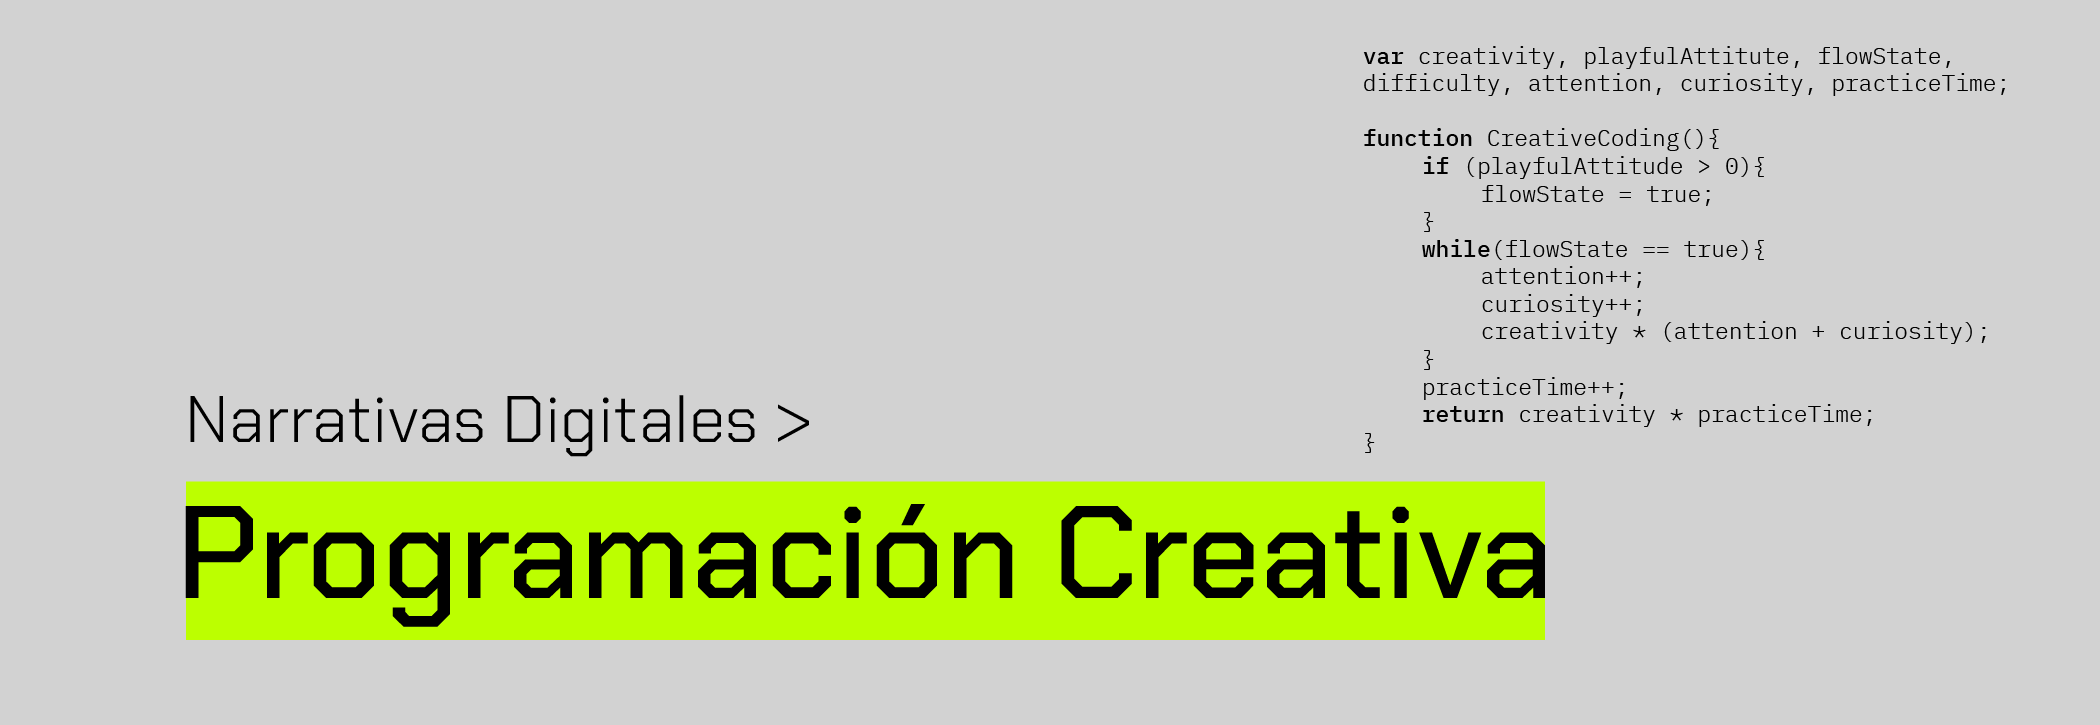 var creativity, playfulAttitute, flowState,
difficulty, attention, curiosity, practiceTime;
function CreativeCoding(){
if (playfulAttitude > 0){
flowState = true;
}
while(flowState == true){
attention++;
curiosity++;
creativity * (attention + curiosity);
}
practiceTime++;
return creativity * practiceTime;
}
Narrativas Digitales >
Programación Creativa